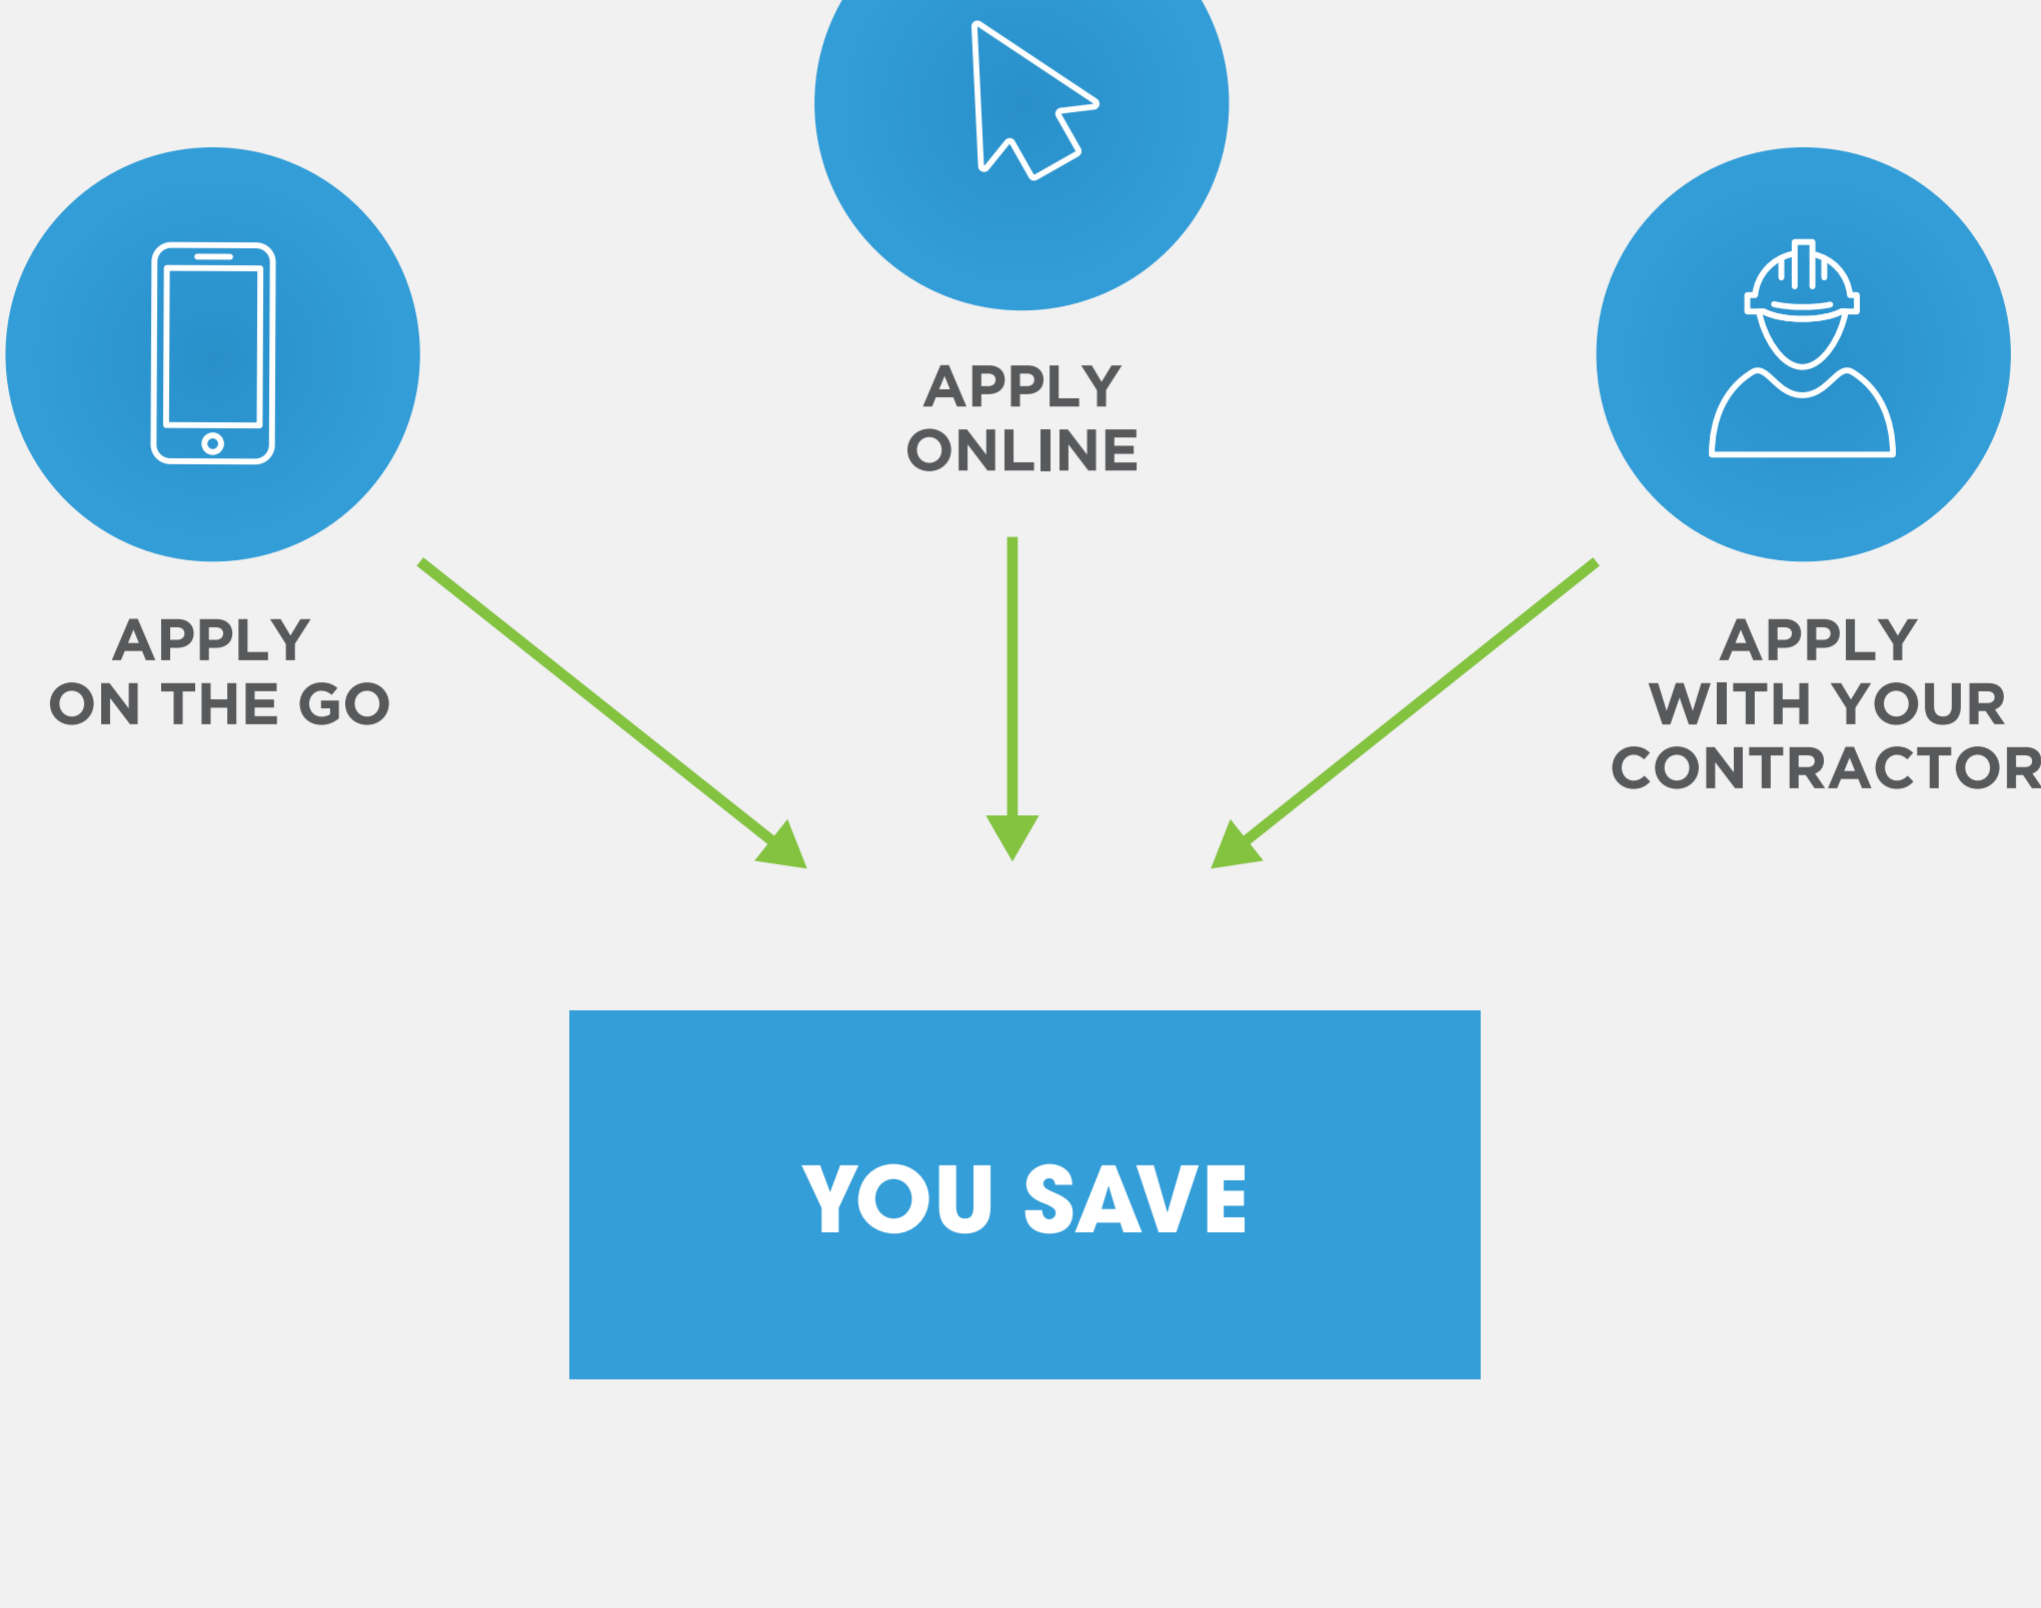 APPLY
ONLINE
APPLY
ON THE GO
APPLY
WITH YOUR
CONTRACTOR
YOU SAVE